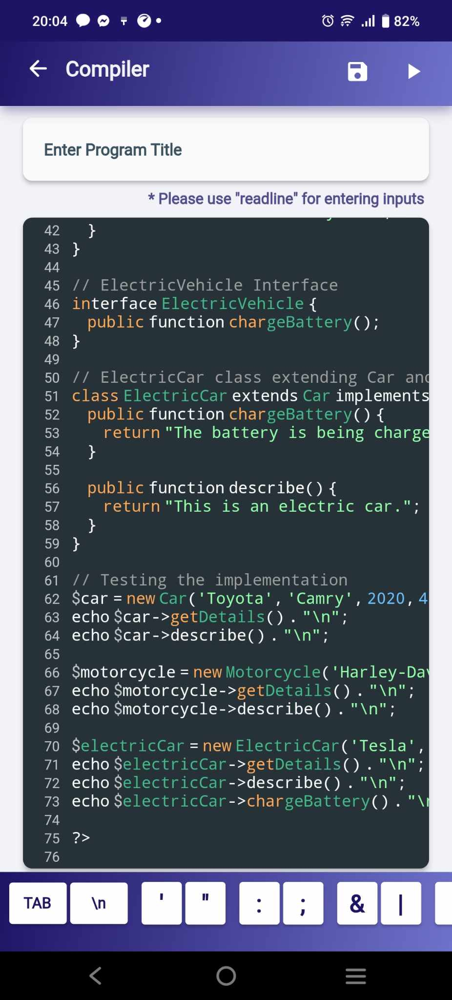 20:04 82%
Compiler
Enter Program Title
* Please use "readline" for entering inputs
42 }
43 }
44
45 // ElectricVehicle Interface
46 interface ElectricVehicle {
47 public function chargeBattery();
48 }
49
50 // ElectricCar class extending Car and
51 class ElectricCar extends Car implements
52 public function chargeBattery() {
53 return "The battery is being charge
54 }
55
56 public function describe() {
57 return "This is an electric car.";
58 }
59 }
60
61 // Testing the implementation
62 $car = new Car('Toyota', 'Camry', 2020, 4
63 echo $car->getDetails() . "\n";
64 echo $car->describe() . "\n";
65
66 $motorcycle = new Motorcycle('Harley-Dav
67 echo $motorcycle->getDetails() . "\n";
68 echo $motorcycle->describe() . "\n";
69
70 $electricCar = new ElectricCar('Tesla',
71 echo $electricCar->getDetails() . "\n";
72 echo $electricCar->describe() . "\n";
73 echo $electricCar->chargeBattery() . "\n
74
75 ?>
76
TAB \n ' " : ; & |